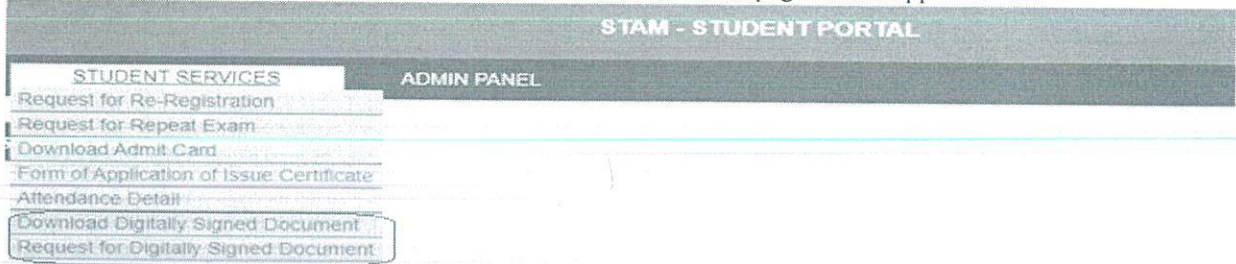 STAM - STUDENT PORTAL
STUDENT SERVICES
ADMIN PANEL
Request for Re-Registration
Request for Repeat Exam
Download Admit Card
Form of Application of Issue Certificate
Attendance Detail
Download Digitally Signed Document
Request for Digitally Signed Document